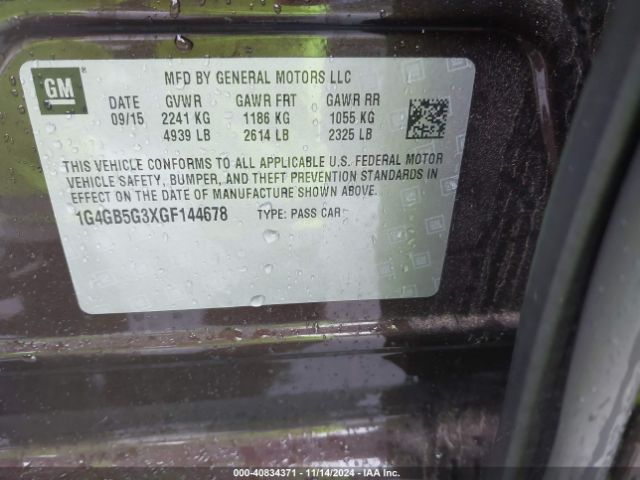 GM
MFD BY GENERAL MOTORS LLC
DATE GVWR GAWR FRT GAWR RR
09/15 2241 KG 1186 KG 1055 KG
4939 LB 2614 LB 2325 LB
THIS VEHICLE CONFORMS TO ALL APPLICABLE U.S. FEDERAL MOTOR
VEHICLE SAFETY, BUMPER, AND THEFT PREVENTION STANDARDS IN
EFFECT ON THE DATE OF MANUFACTURE SHOWN ABOVE.
1G4GB5G3XGF144678 TYPE: PASS CAR
000-40834371 - 11/14/2024 - IAAI.COM